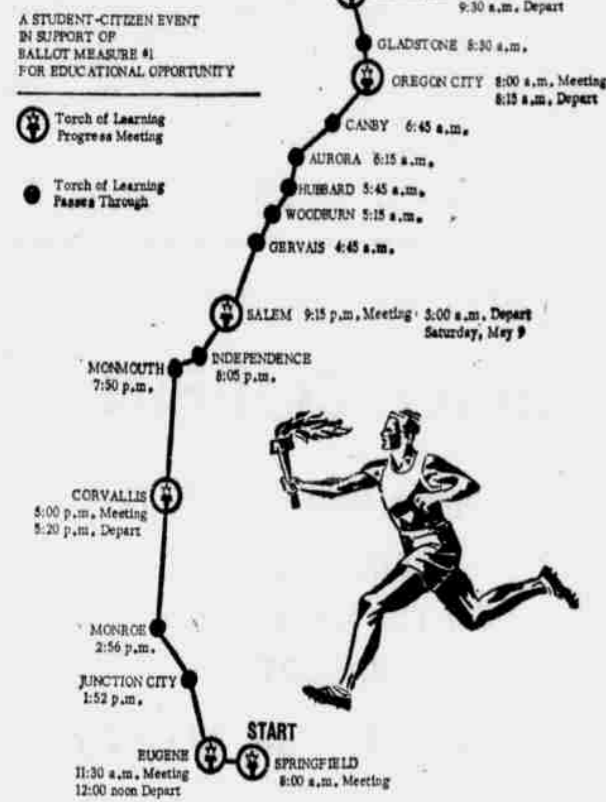 9:30 a.m. Depart
A STUDENT-CITIZEN EVENT
IN SUPPORT OF
BALLOT MEASURE #1
FOR EDUCATIONAL OPPORTUNITY
GLADSTONE 8:30 a.m.
OREGON CITY 8:00 a.m. Meeting
8:15 a.m. Depart
Torch of Learning
Progress Meeting
CANBY 6:45 a.m.
AURORA 6:15 a.m.
Torch of Learning
Passes Through
HUBBARD 5:45 a.m.
WOODBURN 5:15 a.m.
GERVAIS 4:45 a.m.
SALEM 9:15 p.m. Meeting 3:00 a.m. Depart
Saturday, May 9
INDEPENDENCE
8:05 p.m.
MONMOUTH
7:50 p.m.
CORVALLIS
5:00 p.m. Meeting
5:20 p.m. Depart
MONROE
2:56 p.m.
JUNCTION CITY
1:52 p.m.
START
EUGENE
11:30 a.m. Meeting
12:00 noon Depart
SPRINGFIELD
8:00 a.m. Meeting